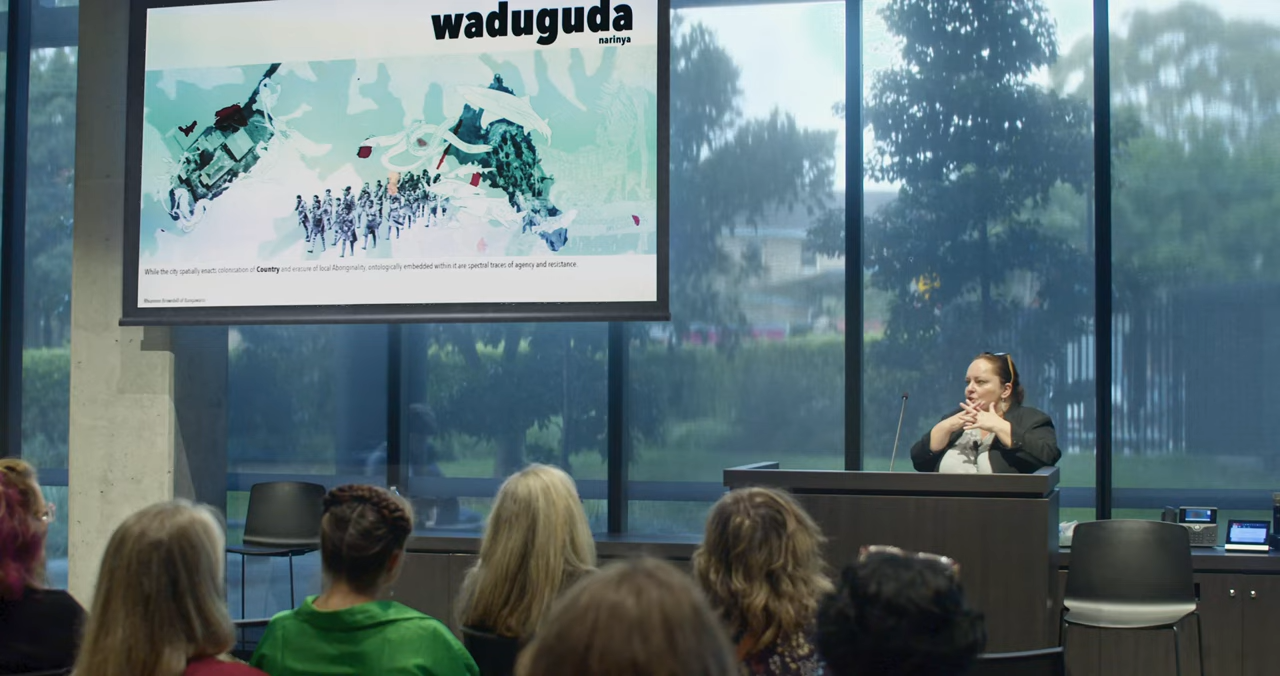 waduguda
narinya
While the city spatially enacts colonisation of Country and erasure of local Aboriginality, ontologically embedded within it are spectral traces of agency and resistance.